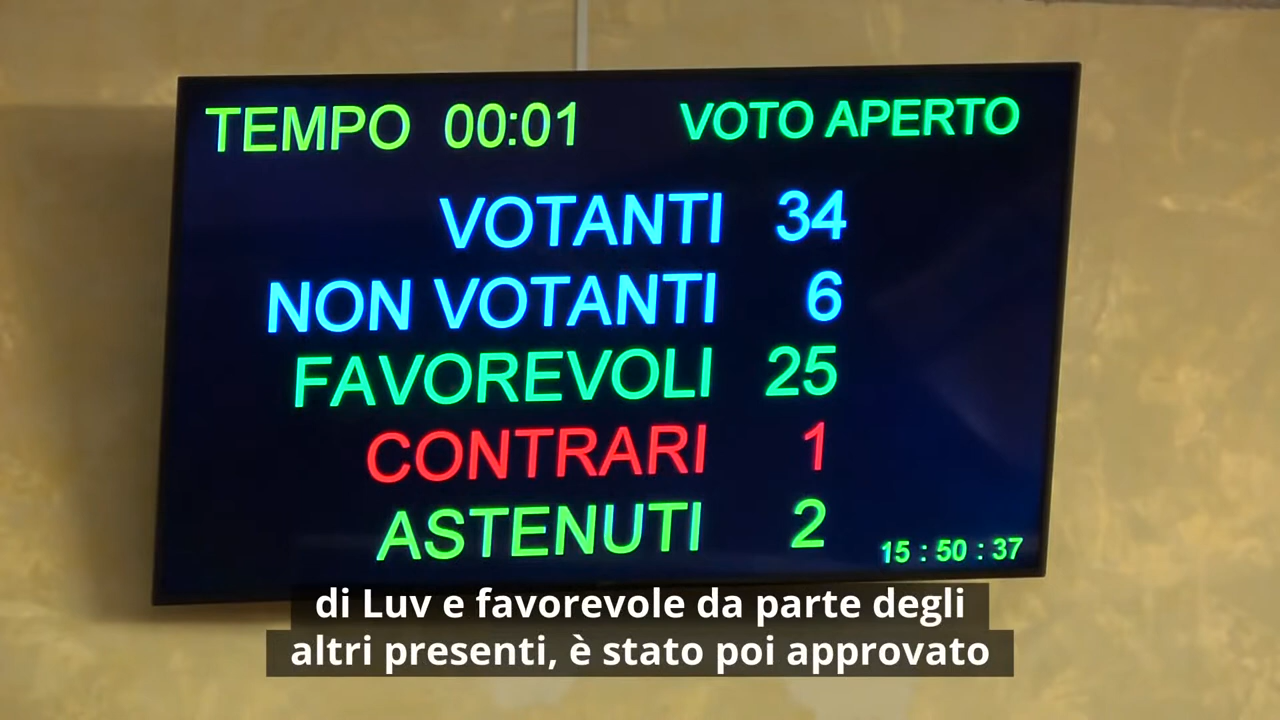 TEMPO 00:01 VOTO APERTO
VOTANTI 34
NON VOTANTI 6
FAVOREVOLI 25
CONTRARI 1
ASTENUTI 2
15 : 50 : 37
di Luv e favorevole da parte degli
altri presenti, è stato poi approvato